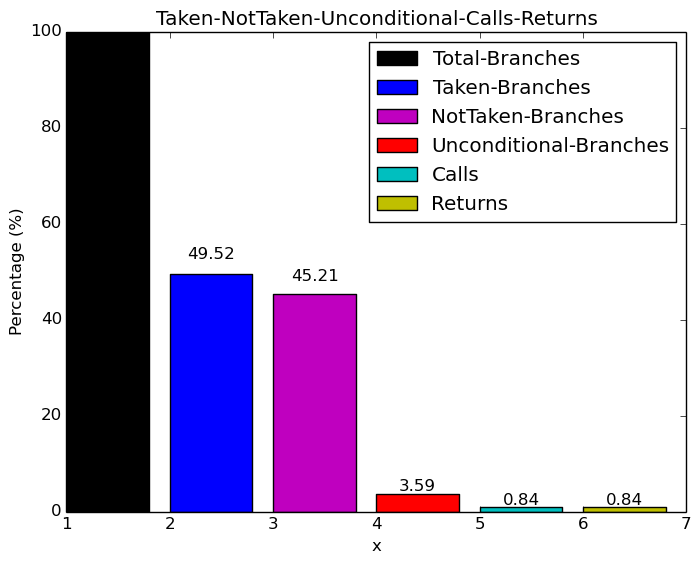 Taken-NotTaken-Unconditional-Calls-Returns
100
80
60
40
20
0
Percentage (%)
Total-Branches
Taken-Branches
NotTaken-Branches
Unconditional-Branches
Calls
Returns
49.52
45.21
3.59
0.84
0.84
1 2 3 4 5 6 7
x